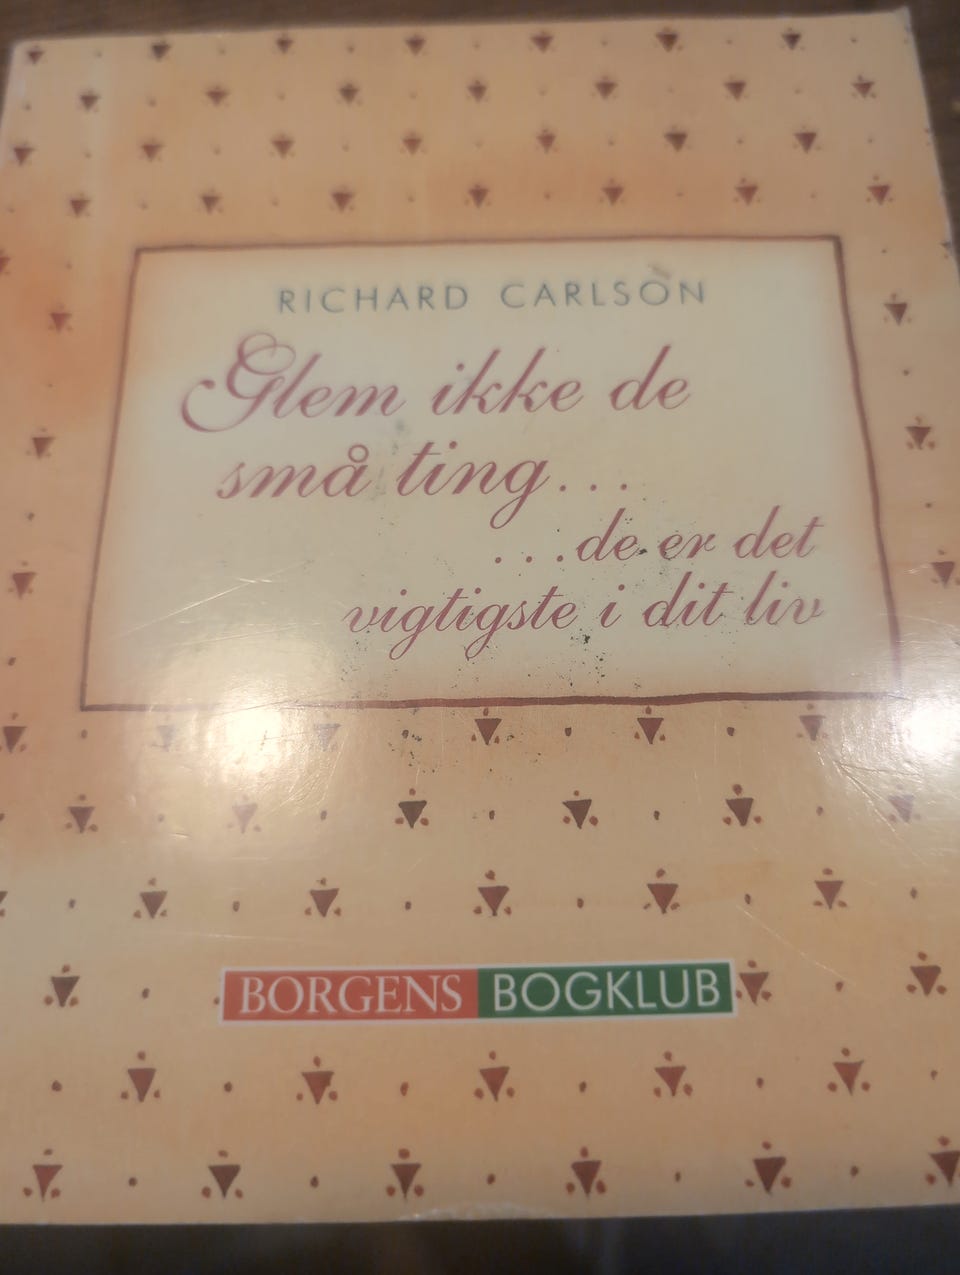 RICHARD CARLSON
Glem ikke de
små ting...
...de er det
vigtigste i dit liv
BORGENS BOGKLUB